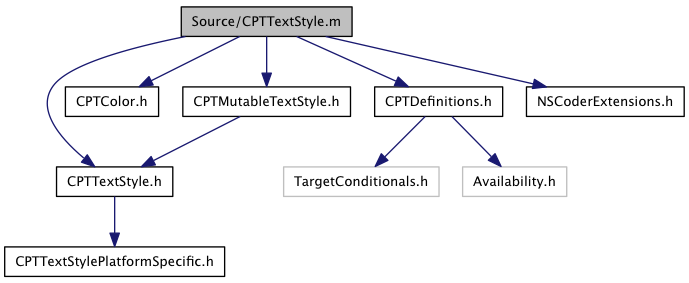 Source/CPTTextStyle.m
CPTColor.h
CPTMutableTextStyle.h
CPTDefinitions.h
NSCoderExtensions.h
CPTTextStyle.h
TargetConditionals.h
Availability.h
CPTTextStylePlatformSpecific.h